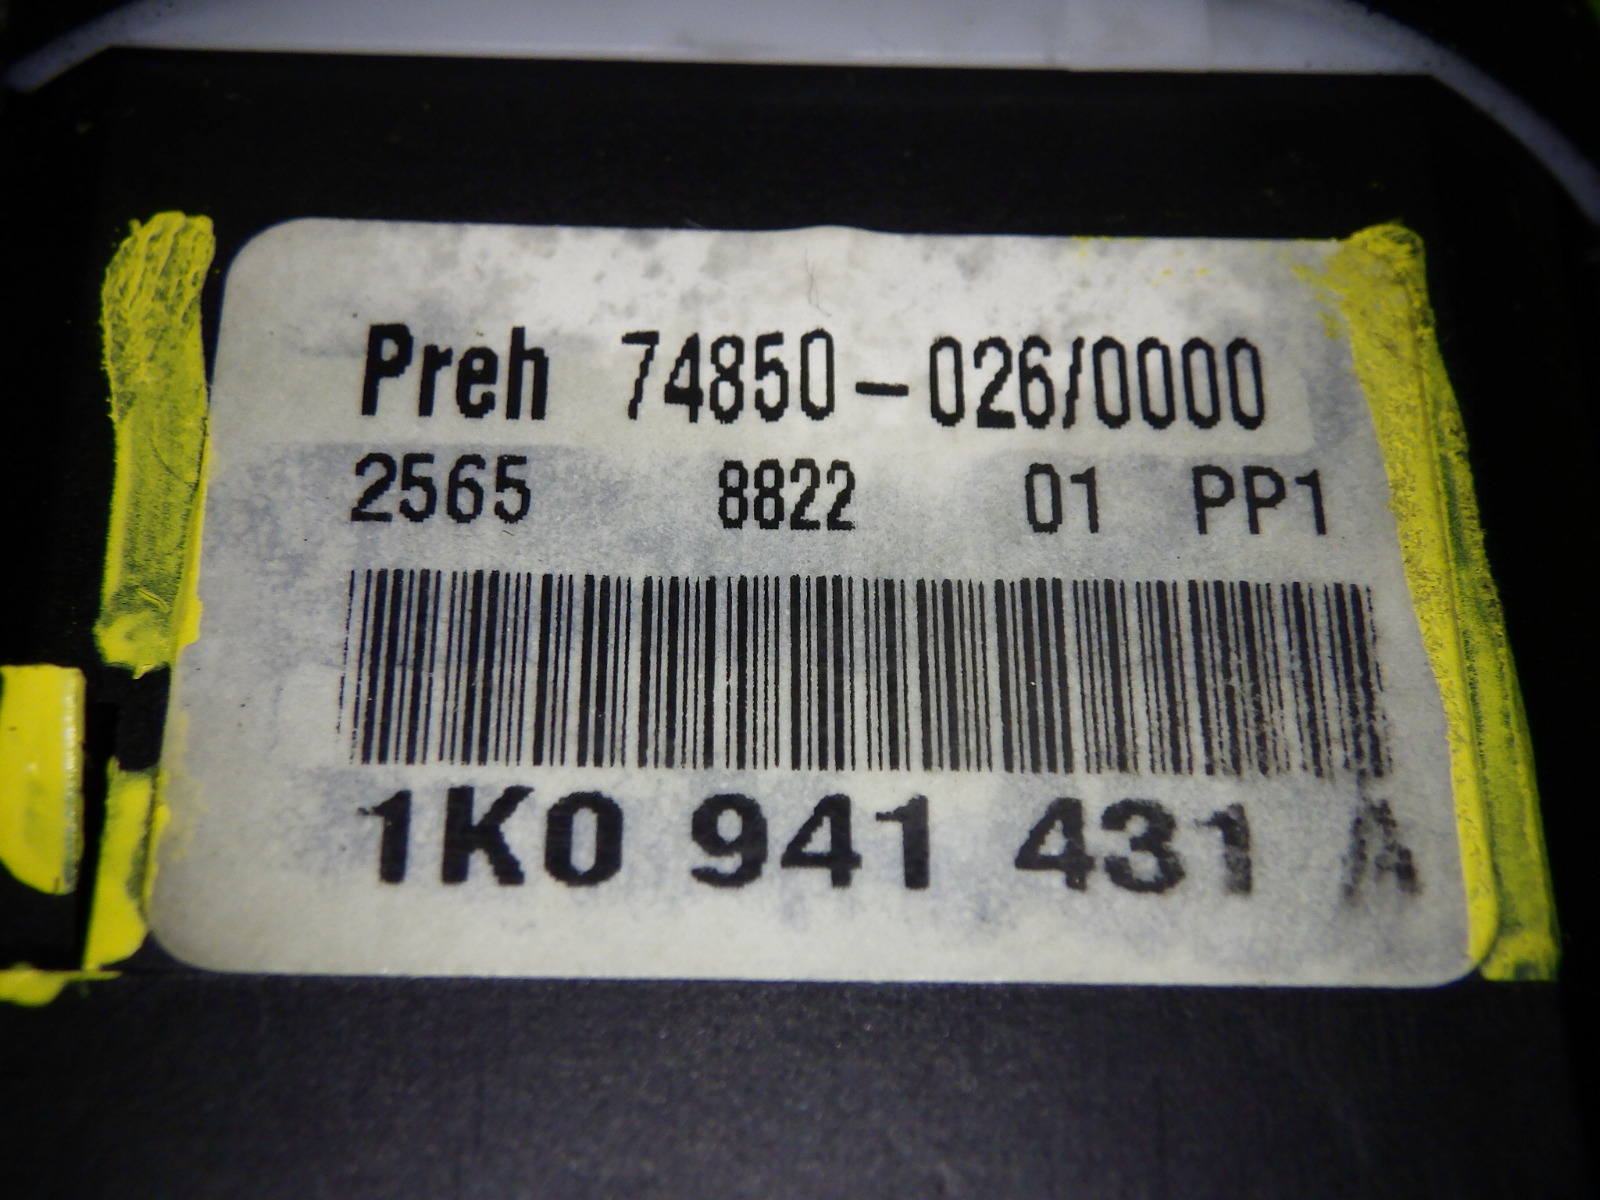 Preh 74850-026/0000
2565 8822 01 PP1
1K0 941 431 A